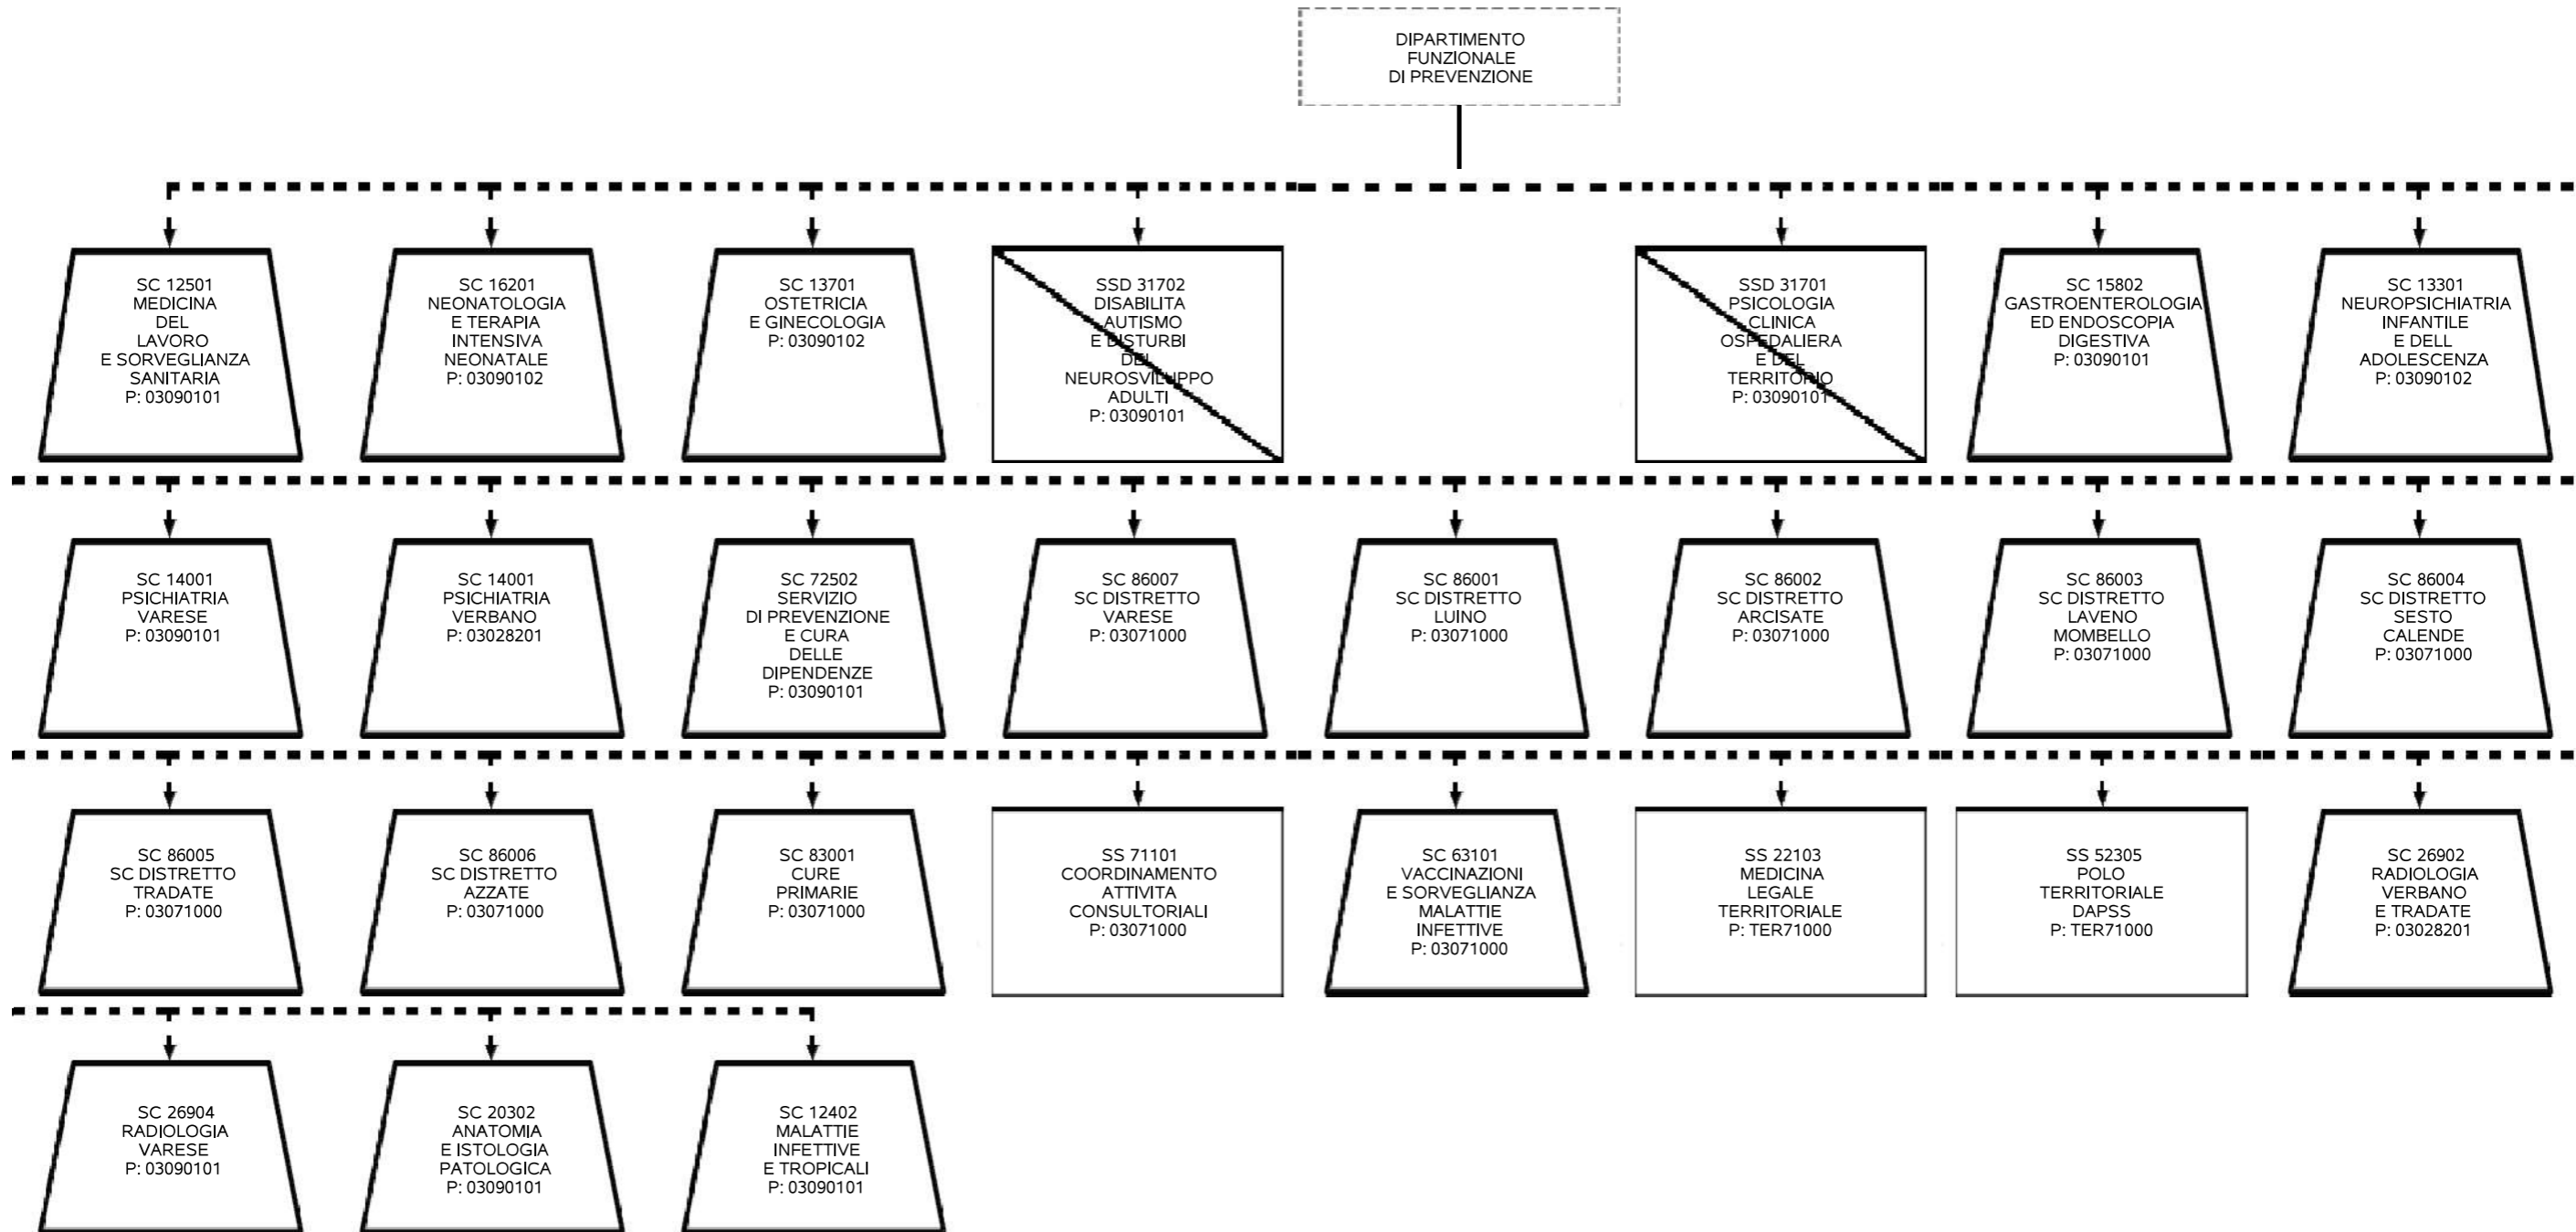 DIPARTIMENTO
FUNZIONALE
DI PREVENZIONE
SC 12501
MEDICINA
DEL
LAVORO
E SORVEGLIANZA
SANITARIA
P: 03090101
SC 16201
NEONATOLOGIA
E TERAPIA
INTENSIVA
NEONATALE
P: 03090102
SC 13701
OSTETRICIA
E GINECOLOGIA
P: 03090102
SSD 31702
DISABILITA
AUTISMO
E DISTURBI
DEL
NEUROSVILUPPO
ADULTI
P: 03090101
SSD 31701
PSICOLOGIA
CLINICA
OSPEDALIERA
E DEL
TERRITORIO
P: 03090101
SC 15802
GASTROENTEROLOGIA
ED ENDOSCOPIA
DIGESTIVA
P: 03090101
SC 13301
NEUROPSICHIATRIA
INFANTILE
E DELL
ADOLESCENZA
P: 03090102
SC 14001
PSICHIATRIA
VARESE
P: 03090101
SC 14001
PSICHIATRIA
VERBANO
P: 03028201
SC 72502
SERVIZIO
DI PREVENZIONE
E CURA
DELLE
DIPENDENZE
P: 03090101
SC 86007
SC DISTRETTO
VARESE
P: 03071000
SC 86001
SC DISTRETTO
LUINO
P: 03071000
SC 86002
SC DISTRETTO
ARCISATE
P: 03071000
SC 86003
SC DISTRETTO
LAVENO
MOMBELLO
P: 03071000
SC 86004
SC DISTRETTO
SESTO
CALENDE
P: 03071000
SC 86005
SC DISTRETTO
TRADATE
P: 03071000
SC 86006
SC DISTRETTO
AZZATE
P: 03071000
SC 83001
CURE
PRIMARIE
P: 03071000
SS 71101
COORDINAMENTO
ATTIVITA
CONSULTORIALI
P: 03071000
SC 63101
VACCINAZIONI
E SORVEGLIANZA
MALATTIE
INFETTIVE
P: 03071000
SS 22103
MEDICINA
LEGALE
TERRITORIALE
P: TER71000
SS 52305
POLO
TERRITORIALE
DAPSS
P: TER71000
SC 26902
RADIOLOGIA
VERBANO
E TRADATE
P: 03028201
SC 26904
RADIOLOGIA
VARESE
P: 03090101
SC 20302
ANATOMIA
E ISTOLOGIA
PATOLOGICA
P: 03090101
SC 12402
MALATTIE
INFETTIVE
E TROPICALI
P: 03090101